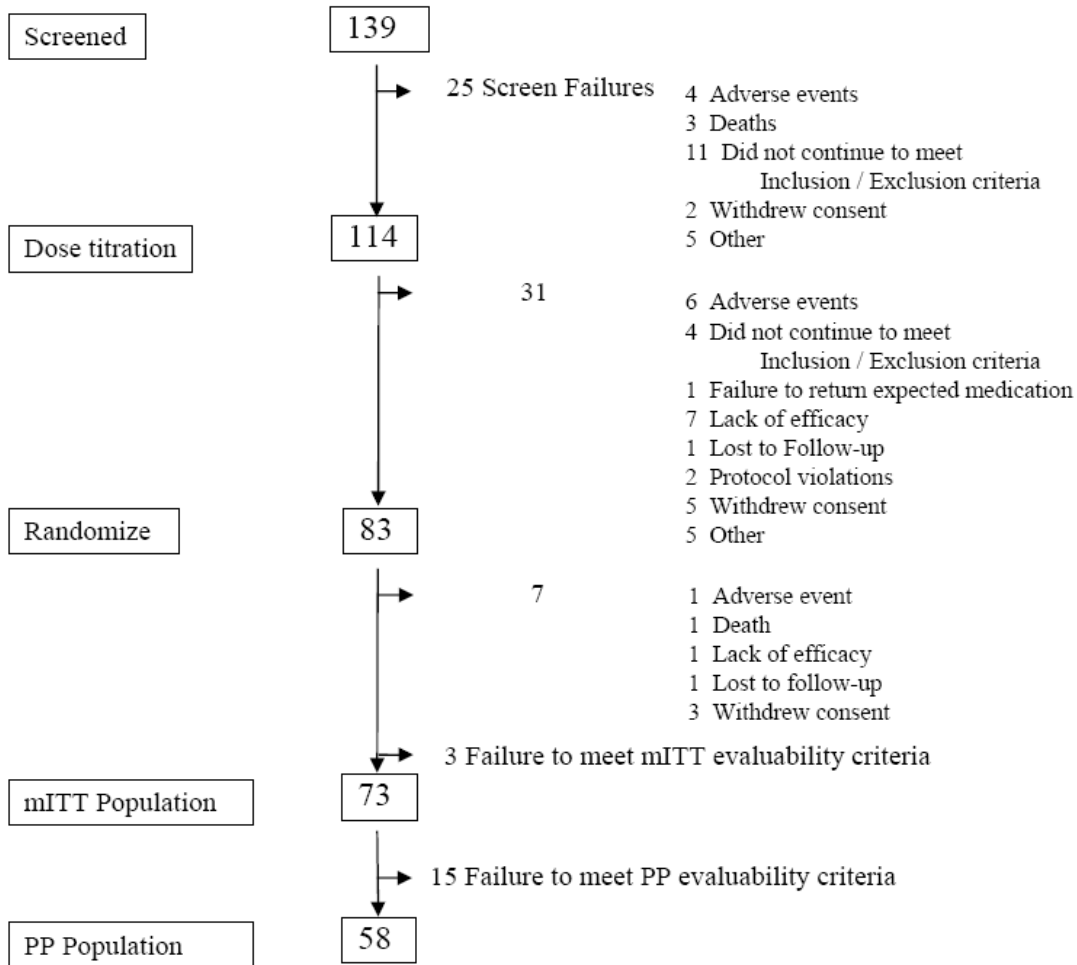 Screened
139
25 Screen Failures
4 Adverse events
3 Deaths
11 Did not continue to meet
Inclusion / Exclusion criteria
2 Withdrew consent
5 Other
Dose titration
114
31
6 Adverse events
4 Did not continue to meet
Inclusion / Exclusion criteria
1 Failure to return expected medication
7 Lack of efficacy
1 Lost to Follow-up
2 Protocol violations
5 Withdrew consent
5 Other
Randomize
83
7
1 Adverse event
1 Death
1 Lack of efficacy
1 Lost to follow-up
3 Withdrew consent
3 Failure to meet mITT evaluability criteria
mITT Population
73
15 Failure to meet PP evaluability criteria
PP Population
58